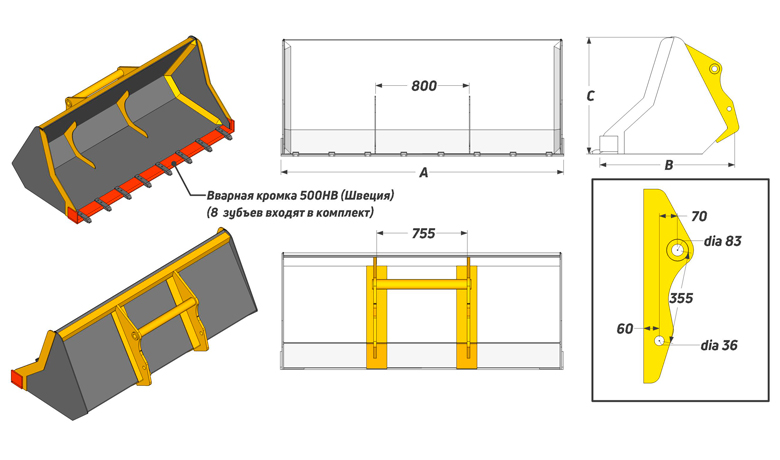 800
A
C
B
Вварная кромка 500HB (Швеция)
(8 зубьев входят в комплект)
755
70
dia 83
355
60
dia 36